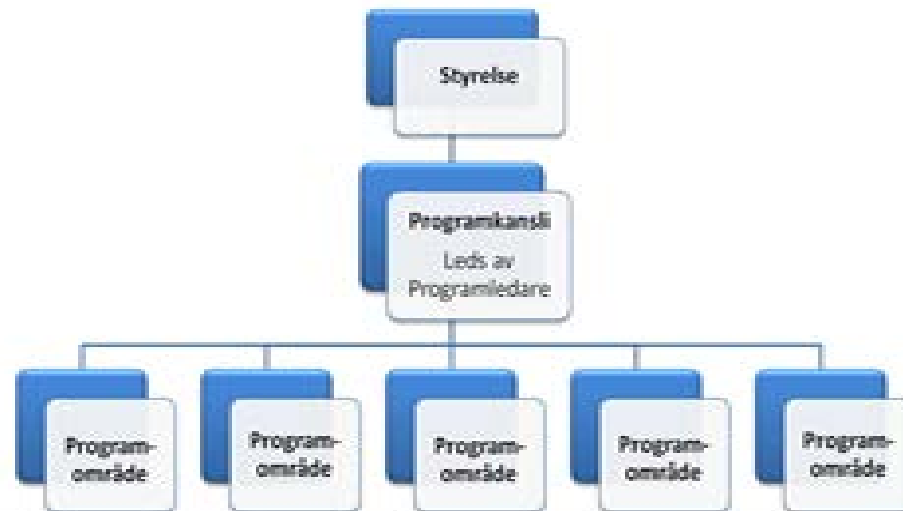 Styrelse
Programkansli
Leds av
Programledare
Program-
område
Program-
område
Program-
område
Program-
område
Program-
område